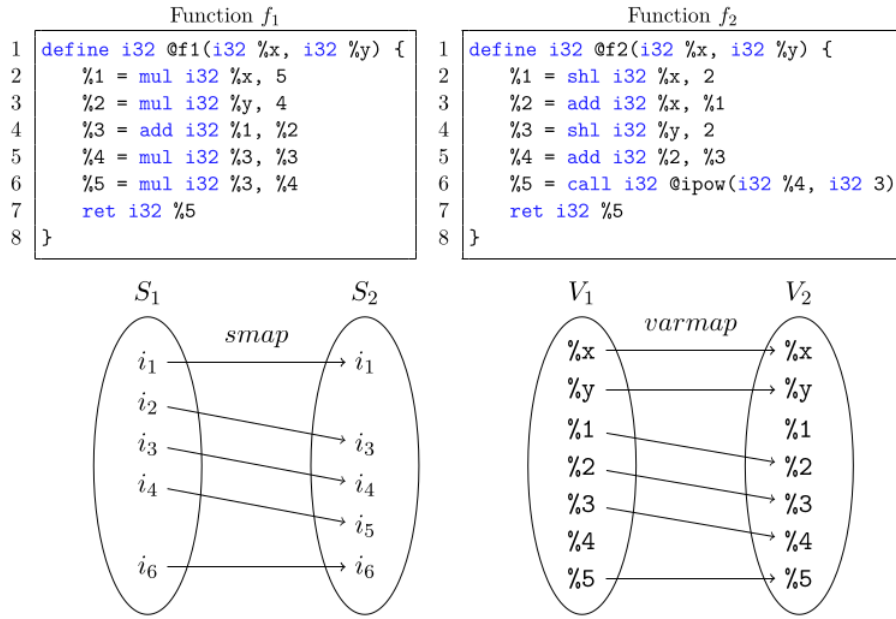 Function f₁
1 define i32 @f1(i32 %x, i32 %y) {
2     %1 = mul i32 %x, 5
3     %2 = mul i32 %y, 4
4     %3 = add i32 %1, %2
5     %4 = mul i32 %3, %3
6     %5 = mul i32 %3, %4
7     ret i32 %5
8 }
Function f₂
1 define i32 @f2(i32 %x, i32 %y) {
2     %1 = shl i32 %x, 2
3     %2 = add i32 %x, %1
4     %3 = shl i32 %y, 2
5     %4 = add i32 %2, %3
6     %5 = call i32 @ipow(i32 %4, i32 3)
7     ret i32 %5
8 }
S₁ S₂
smap
i₁ i₁
i₂
i₃ i₃
i₄ i₄
i₅
i₆ i₆
V₁ V₂
varmap
%x %x
%y %y
%1 %1
%2 %2
%3 %3
%4 %4
%5 %5